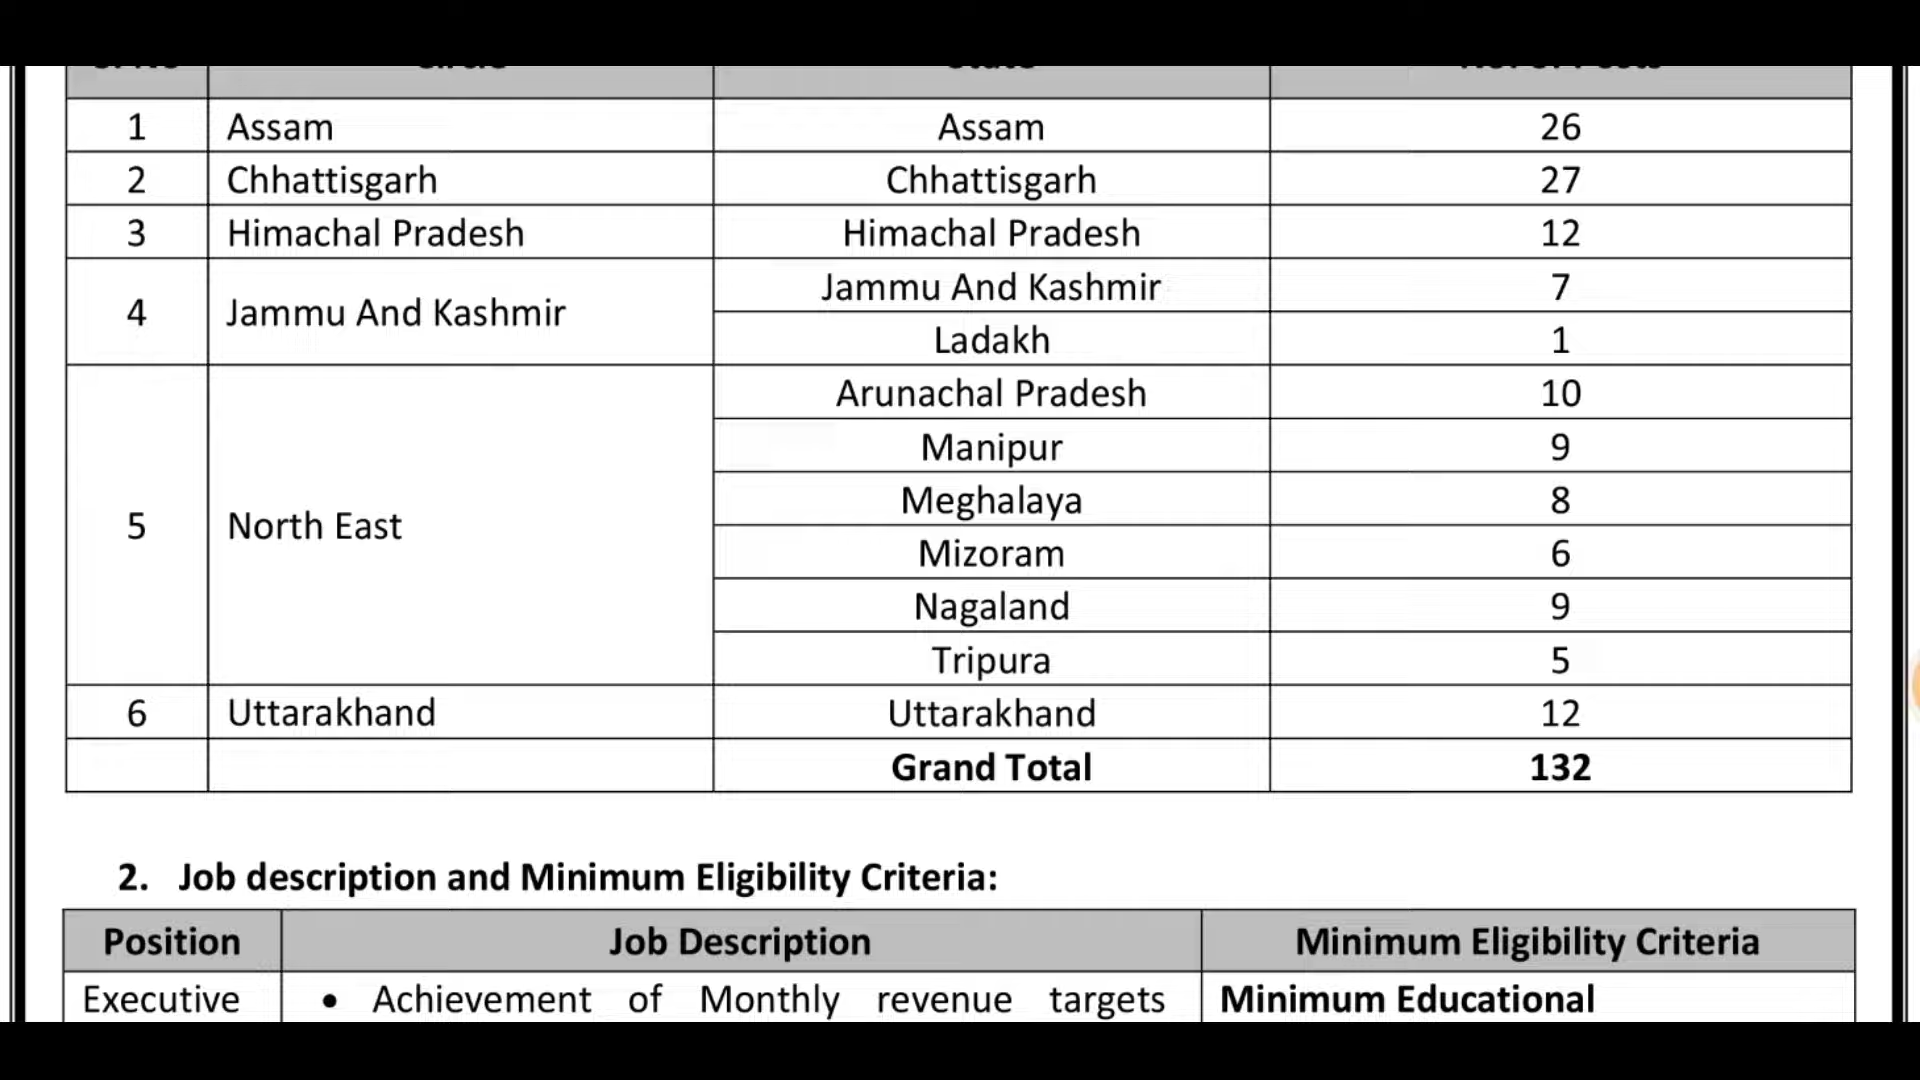 1 Assam Assam 26
2 Chhattisgarh Chhattisgarh 27
3 Himachal Pradesh Himachal Pradesh 12
4 Jammu And Kashmir Jammu And Kashmir 7
Ladakh 1
5 North East Arunachal Pradesh 10
Manipur 9
Meghalaya 8
Mizoram 6
Nagaland 9
Tripura 5
6 Uttarakhand Uttarakhand 12
Grand Total 132
2. Job description and Minimum Eligibility Criteria:
Position Job Description Minimum Eligibility Criteria
Executive • Achievement of Monthly revenue targets Minimum Educational